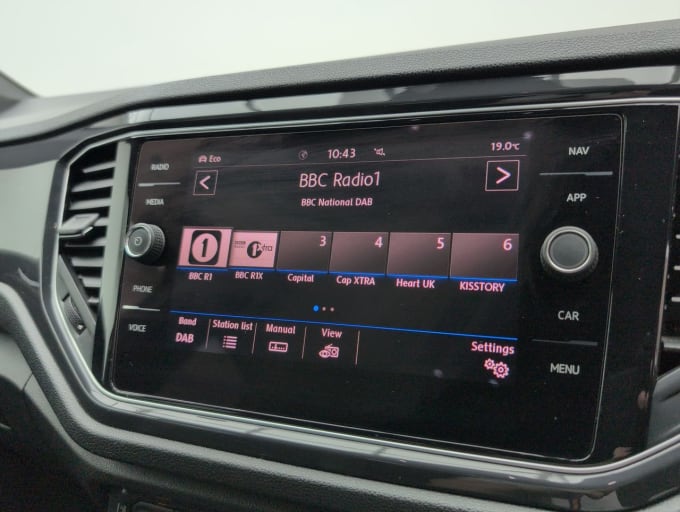 RADIO
MEDIA
PHONE
VOICE
Eco 10:43 19.0°C
BBC Radio1
BBC National DAB
1
1xtra
3
4
5
6
BBC R1
BBC R1X
Capital
Cap XTRA
Heart UK
KISSTORY
Band
DAB
Station list
Manual
View
Settings
NAV
APP
CAR
MENU